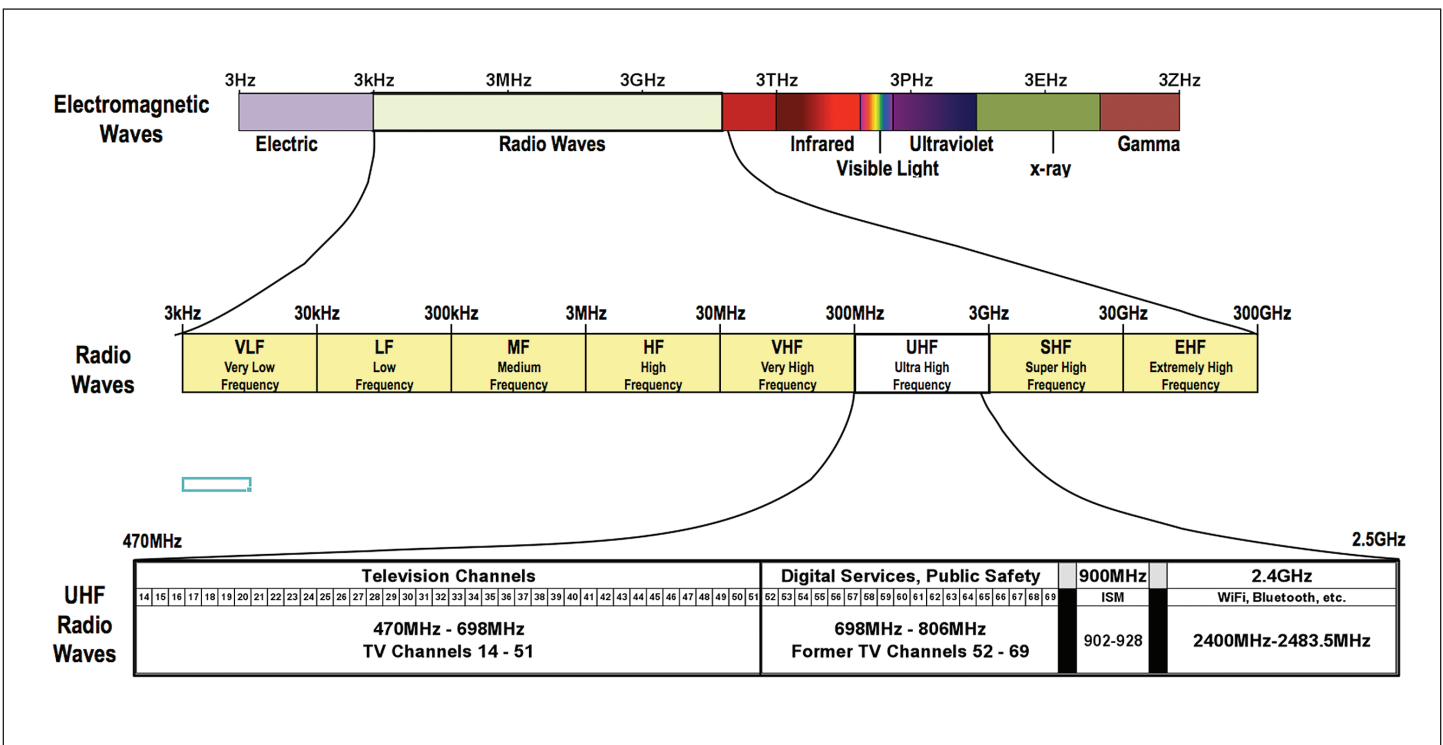 3Hz 3kHz 3MHz 3GHz 3THz 3PHz 3EHz 3ZHz
Electromagnetic
Waves
Electric Radio Waves Infrared Ultraviolet Gamma
Visible Light x-ray
3kHz 30kHz 300kHz 3MHz 30MHz 300MHz 3GHz 30GHz 300GHz
Radio
Waves
VLF LF MF HF VHF UHF SHF EHF
Very Low Low Medium High Very High Ultra High Super High Extremely High
Frequency Frequency Frequency Frequency Frequency Frequency Frequency Frequency
470MHz 2.5GHz
UHF
Radio
Waves
Television Channels Digital Services, Public Safety 900MHz 2.4GHz
14 15 16 17 18 19 20 21 22 23 24 25 26 27 28 29 30 31 32 33 34 35 36 37 38 39 40 41 42 43 44 45 46 47 48 49 50 51 52 53 54 55 56 57 58 59 60 61 62 63 64 65 66 67 68 69 ISM WiFi, Bluetooth, etc.
470MHz - 698MHz 698MHz - 806MHz 902-928 2400MHz-2483.5MHz
TV Channels 14 - 51 Former TV Channels 52 - 69